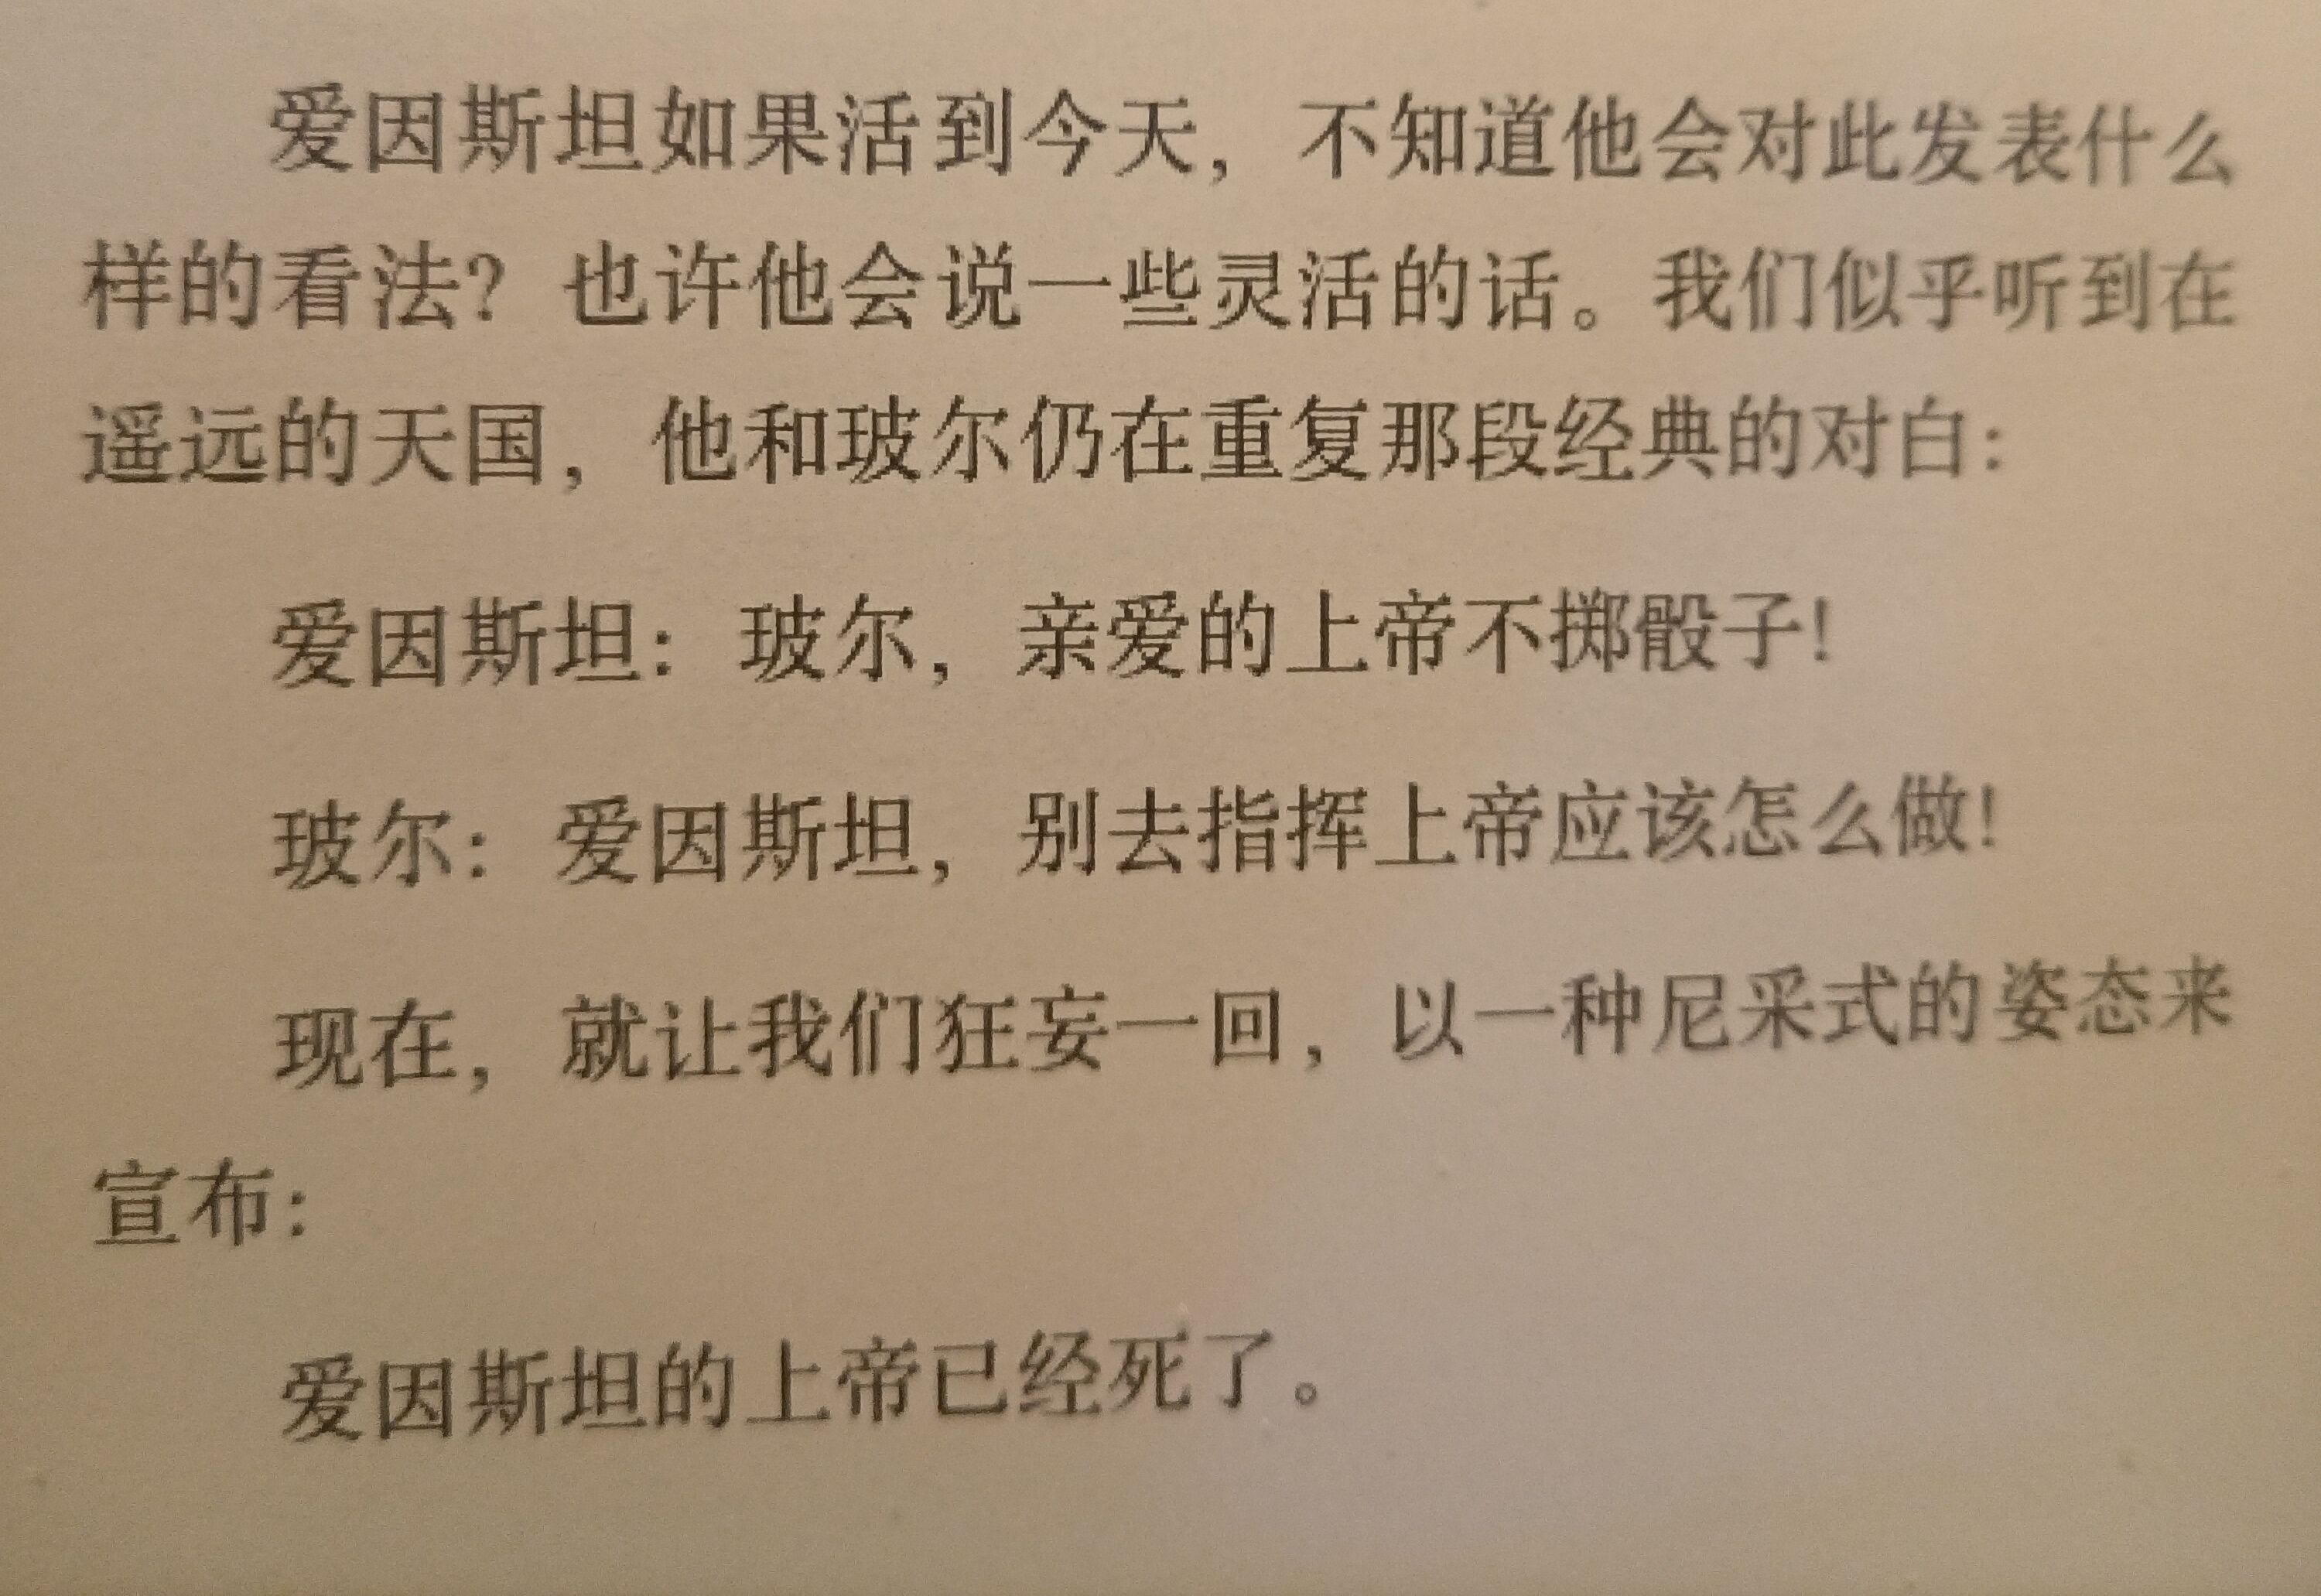 爱因斯坦如果活到今天，不知道他会对此发表什么
样的看法？也许他会说一些灵活的话。我们似乎听到在
遥远的天国，他和玻尔仍在重复那段经典的对白：
爱因斯坦：玻尔，亲爱的上帝不掷骰子！
玻尔：爱因斯坦，别去指挥上帝应该怎么做！
现在，就让我们狂妄一回，以一种尼采式的姿态来
宣布：
爱因斯坦的上帝已经死了。